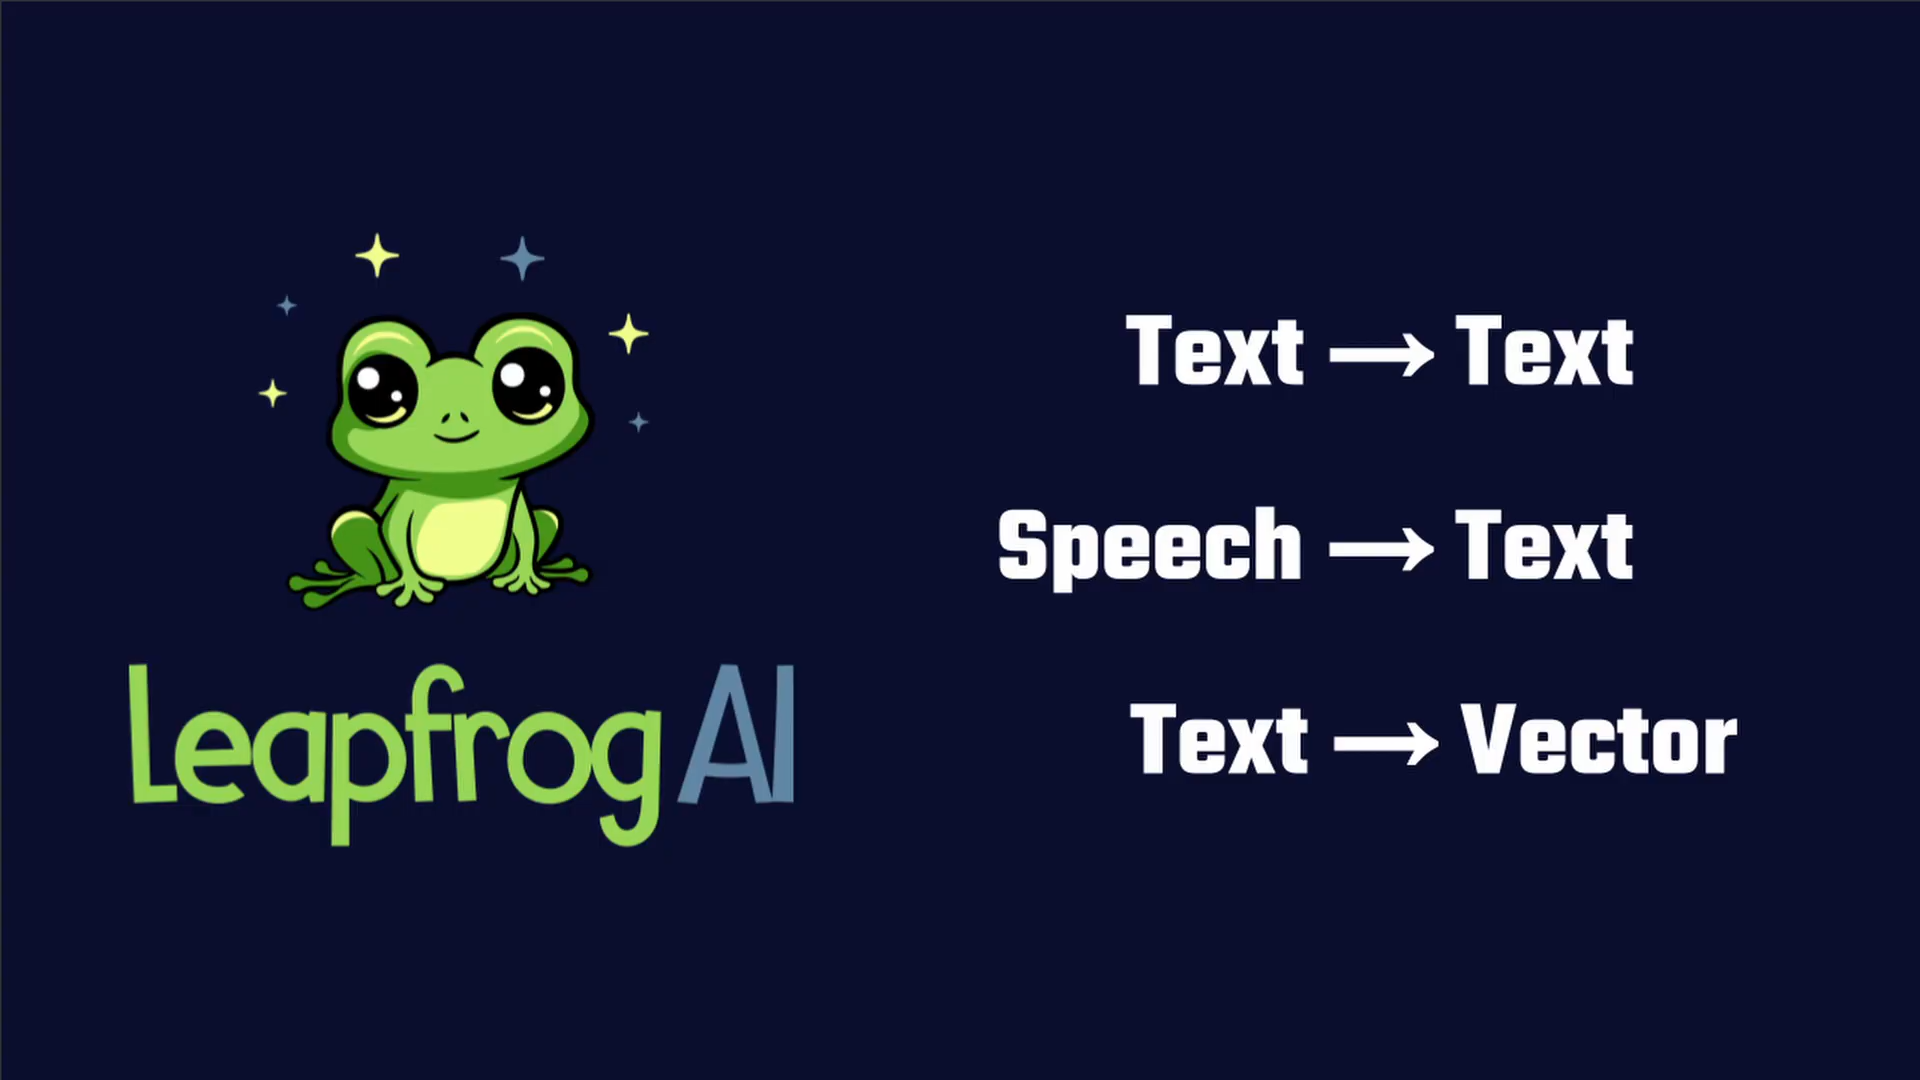 Leapfrog AI
Text → Text
Speech → Text
Text → Vector